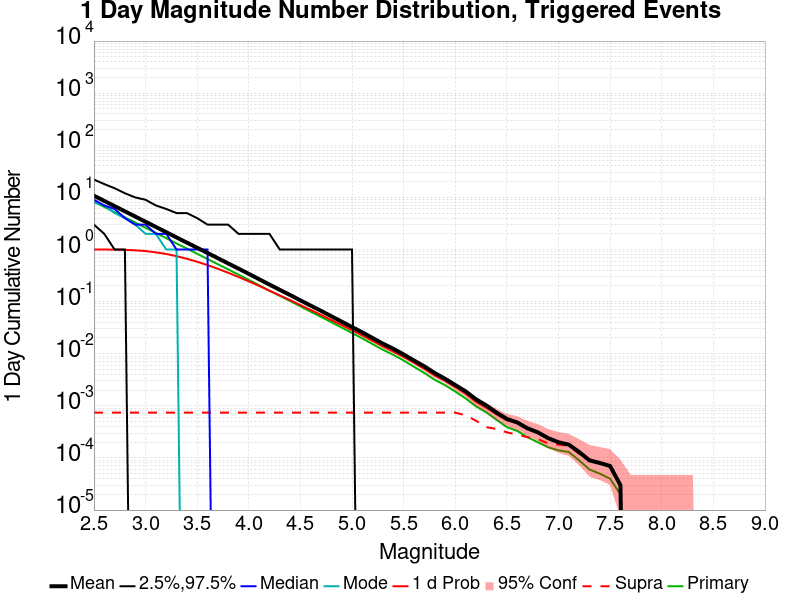 1 Day Magnitude Number Distribution, Triggered Events
10^4
10^3
10^2
10^1
10^0
10^-1
10^-2
10^-3
10^-4
10^-5
1 Day Cumulative Number
2.5 3.0 3.5 4.0 4.5 5.0 5.5 6.0 6.5 7.0 7.5 8.0 8.5 9.0
Magnitude
Mean 2.5%,97.5% Median Mode 1 d Prob 95% Conf Supra Primary